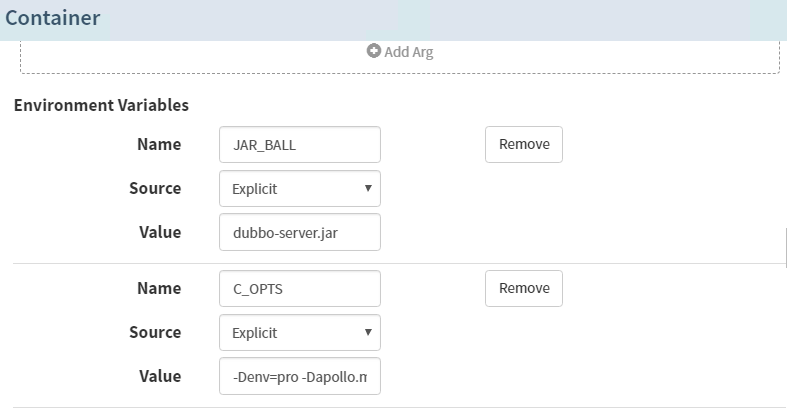 Container
Add Arg
Environment Variables
Name JAR_BALL Remove
Source Explicit
Value dubbo-server.jar
Name C_OPTS Remove
Source Explicit
Value -Denv=pro -Dapollo.m